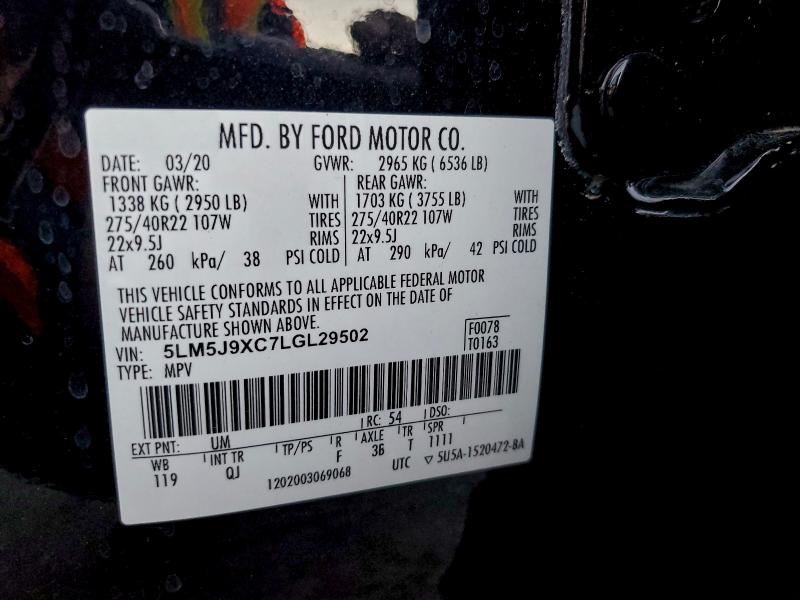 MFD. BY FORD MOTOR CO.
DATE: 03/20 GVWR: 2965 KG ( 6536 LB)
FRONT GAWR: REAR GAWR:
1338 KG ( 2950 LB) WITH 1703 KG ( 3755 LB) WITH
275/40R22 107W TIRES 275/40R22 107W TIRES
22x9.5J RIMS 22x9.5J RIMS
AT 260 kPa/ 38 PSI COLD AT 290 kPa/ 42 PSI COLD
THIS VEHICLE CONFORMS TO ALL APPLICABLE FEDERAL MOTOR
VEHICLE SAFETY STANDARDS IN EFFECT ON THE DATE OF
MANUFACTURE SHOWN ABOVE.
VIN: 5LM5J9XC7LGL29502 F0078
TYPE: MPV T0163
EXT PNT: UM RC: 54 DSO:
WB INT TR TP/PS R AXLE TR SPR
119 QJ F 36 T 1111
1202003069068 UTC ▽ 5U5A-1520472-BA